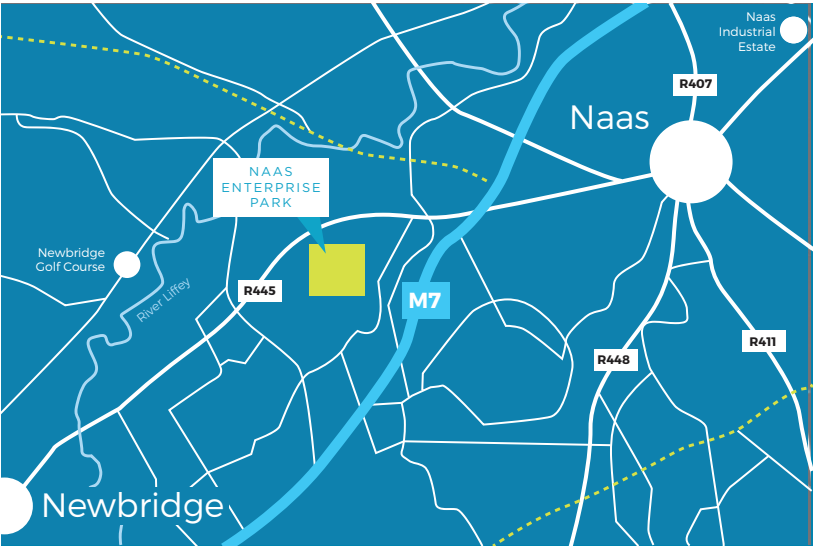 Naas
Industrial
Estate
R407
Naas
NAAS
ENTERPRISE
PARK
Newbridge
Golf Course
River Liffey
R445
M7
R411
R448
Newbridge